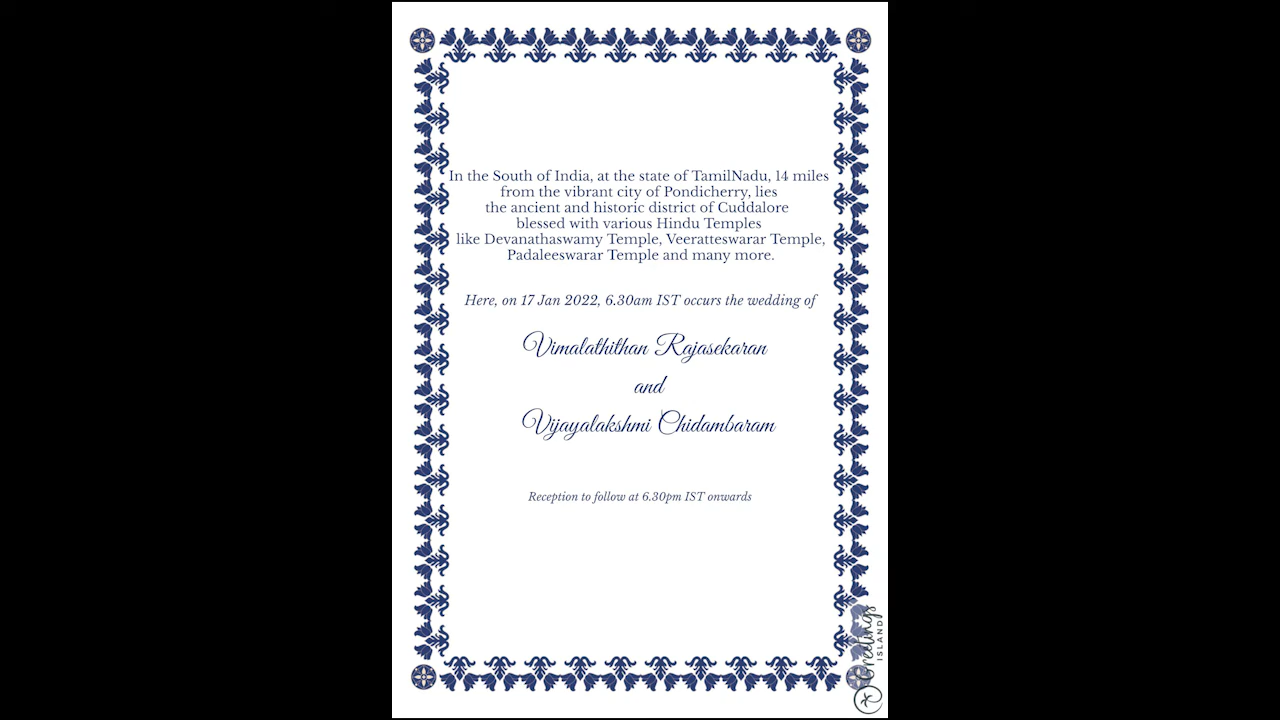 In the South of India, at the state of TamilNadu, 14 miles
from the vibrant city of Pondicherry, lies
the ancient and historic district of Cuddalore
blessed with various Hindu Temples
like Devanathaswamy Temple, Veeratteswarar Temple,
Padaleeswarar Temple and many more.
Here, on 17 Jan 2022, 6.30am IST occurs the wedding of
Vimalathithan Rajasekaran
and
Vijayalakshmi Chidambaram
Reception to follow at 6.30pm IST onwards
Greetings
ISLAND